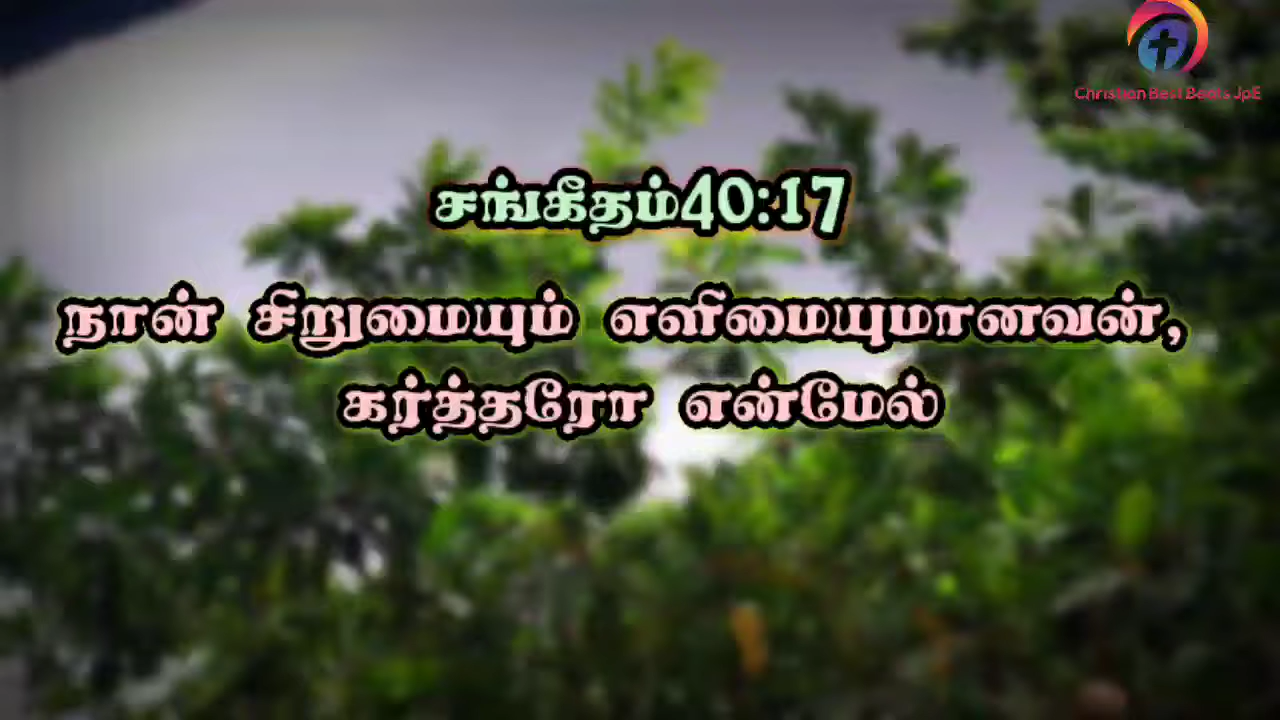 Christian Best Beats JpE
சங்கீதம்40:17
நான் சிறுமையும் எளிமையுமானவன்,
கர்த்தரோ என்மேல்